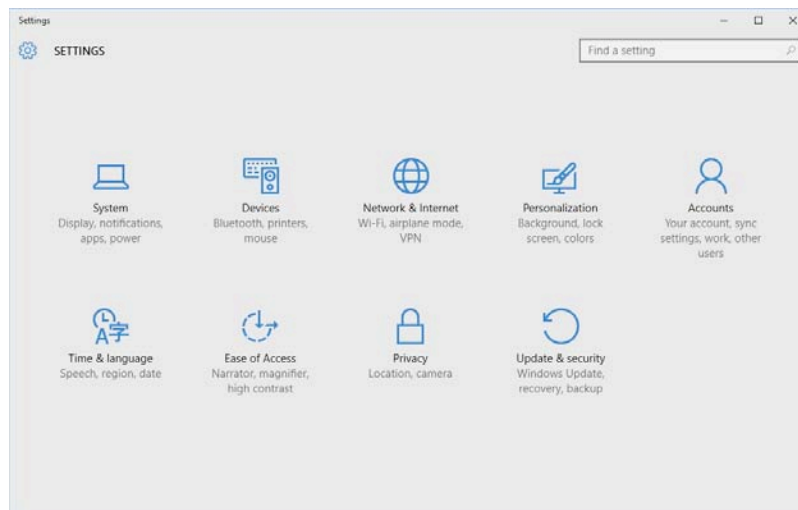 Settings
SETTINGS
Find a setting
System
Display, notifications,
apps, power
Devices
Bluetooth, printers,
mouse
Network & Internet
Wi-Fi, airplane mode,
VPN
Personalization
Background, lock
screen, colors
Accounts
Your account, sync
settings, work, other
users
A字
Time & language
Speech, region, date
Ease of Access
Narrator, magnifier,
high contrast
Privacy
Location, camera
Update & security
Windows Update,
recovery, backup